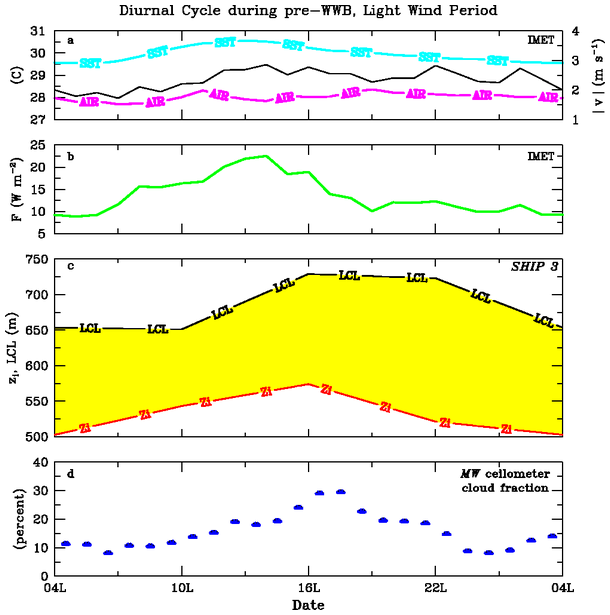 Diurnal Cycle during pre-WWB, Light Wind Period
31
30
29
28
27
(C)
a
IMET
SST SST SST SST SST SST SST
AIR AIR AIR AIR AIR AIR AIR AIR
4
3
2
1
| v | (m s⁻¹)
25
20
15
10
5
F (W m⁻²)
b
IMET
750
700
650
600
550
500
zᵢ, LCL (m)
c
SHIP 3
LCL LCL LCL LCL LCL LCL LCL LCL
Zi Zi Zi Zi Zi Zi Zi Zi
40
30
20
10
0
(percent)
d
MW ceilometer
cloud fraction
04L 10L 16L 22L 04L
Date